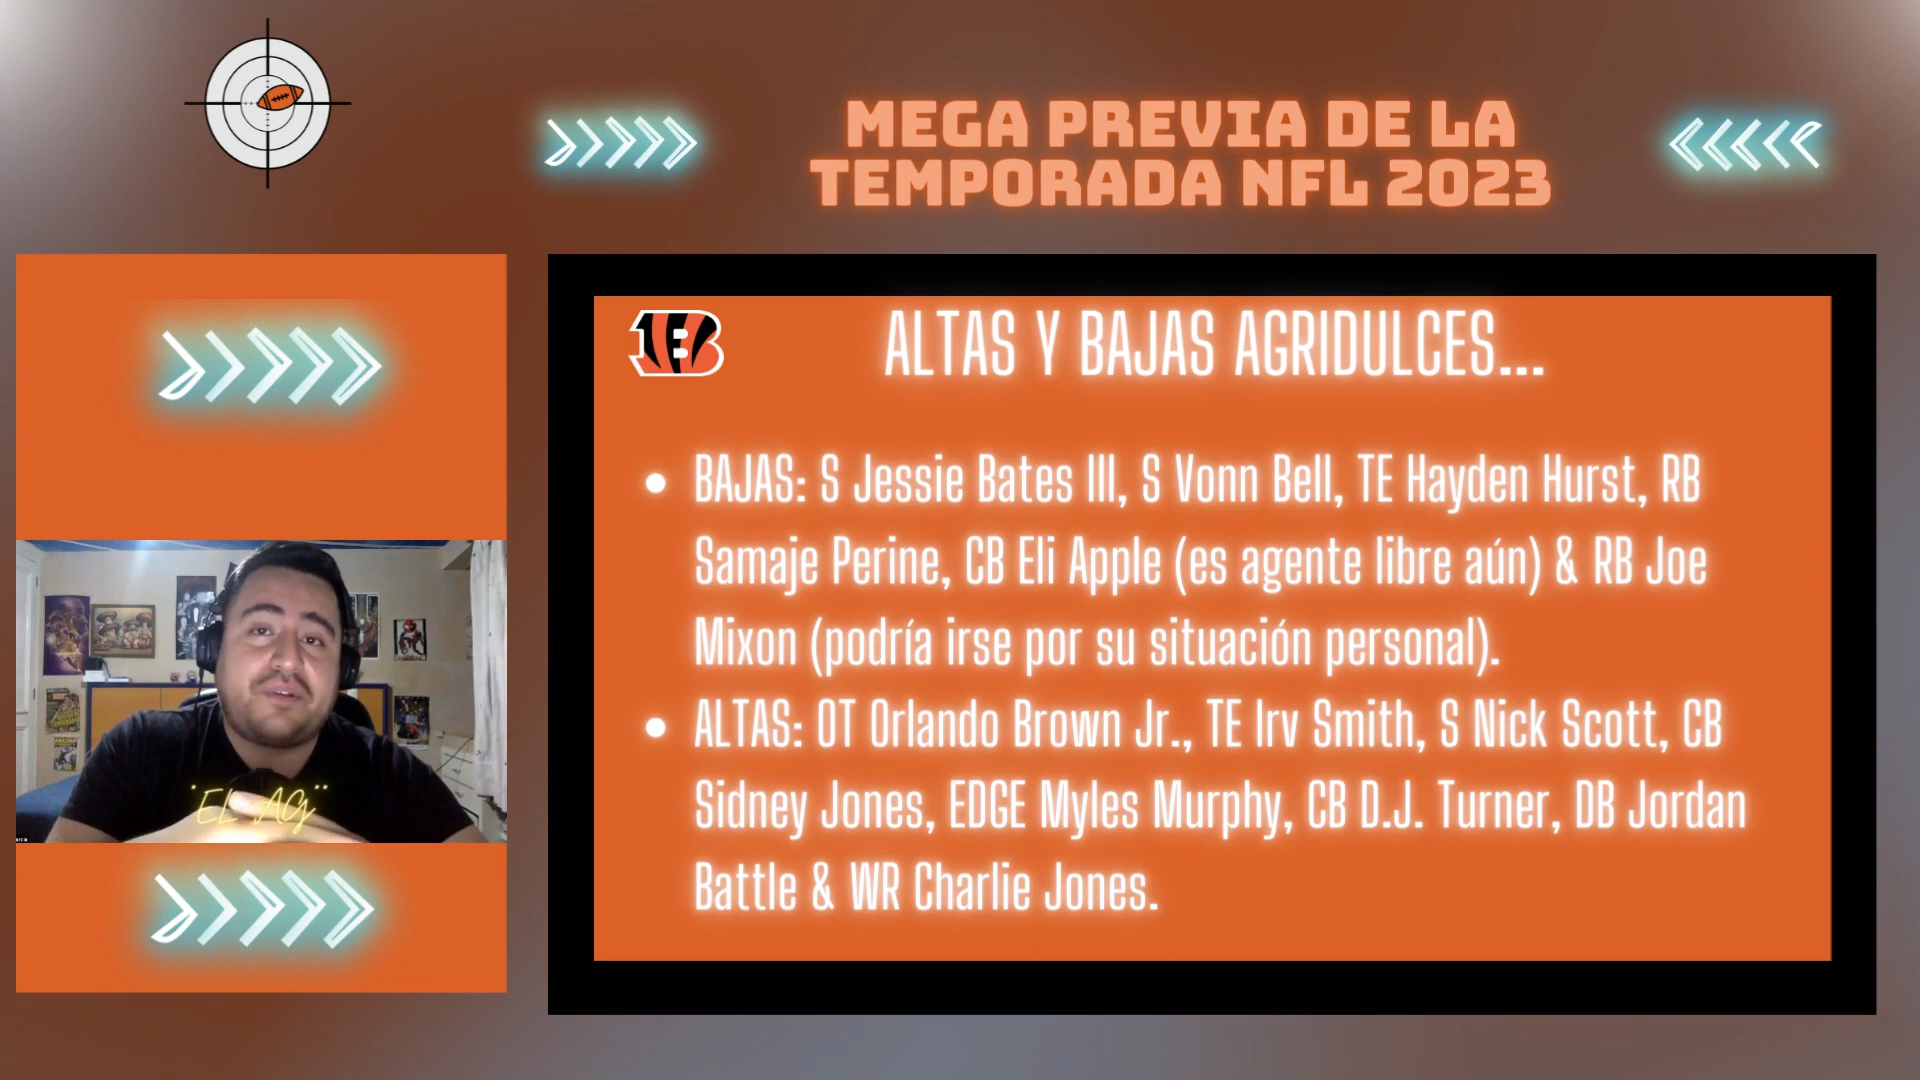 MEGA PREVIA DE LA
TEMPORADA NFL 2023
ALTAS Y BAJAS AGRIDULCES...
BAJAS: S Jessie Bates III, S Vonn Bell, TE Hayden Hurst, RB
Samaje Perine, CB Eli Apple (es agente libre aún) & RB Joe
Mixon (podría irse por su situación personal).
ALTAS: OT Orlando Brown Jr., TE Irv Smith, S Nick Scott, CB
Sidney Jones, EDGE Myles Murphy, CB D.J. Turner, DB Jordan
Battle & WR Charlie Jones.
"EL AG"